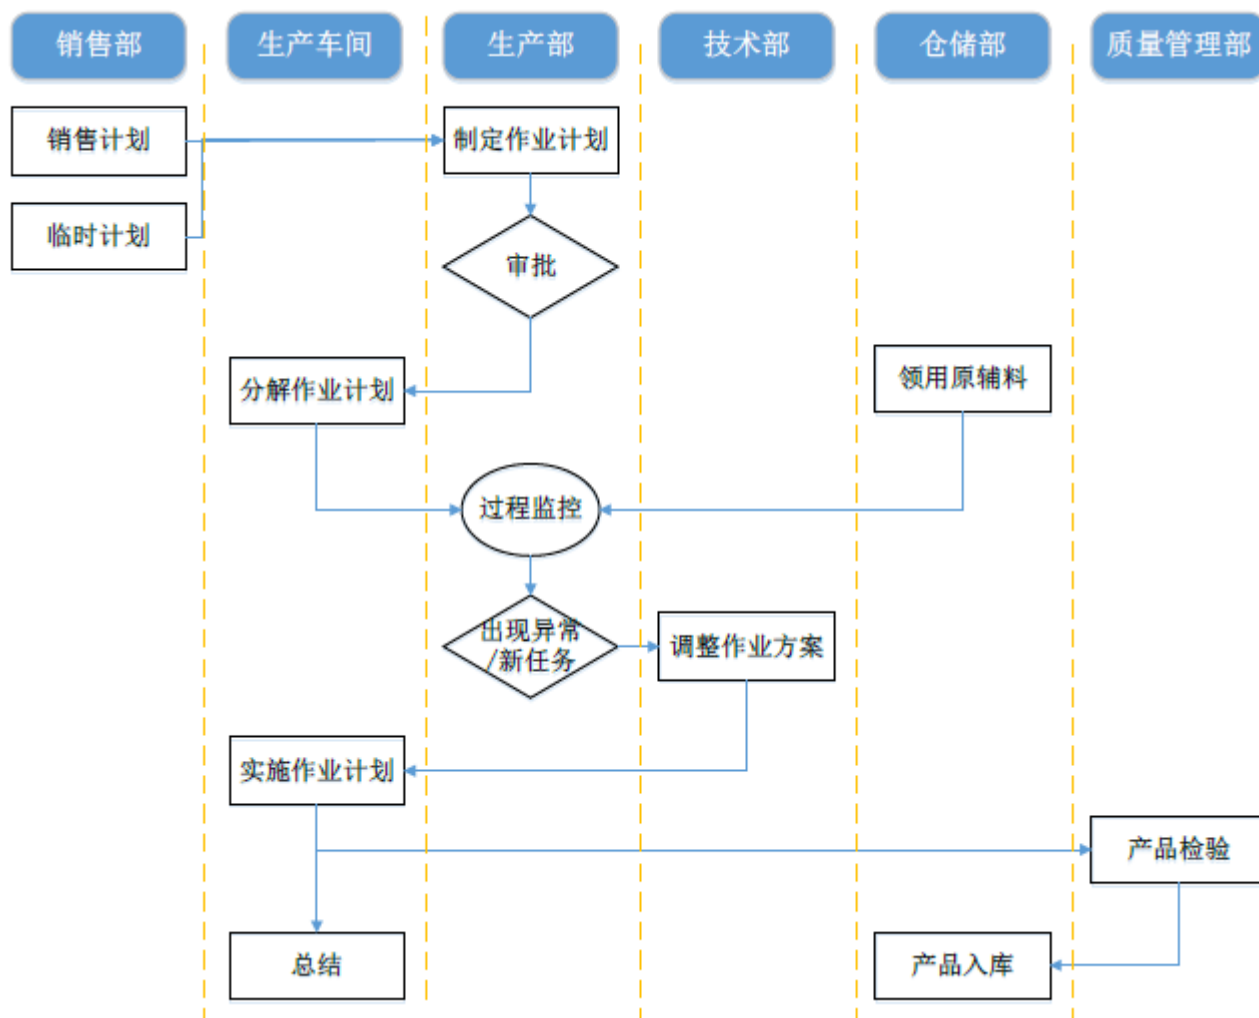 销售部
生产车间
生产部
技术部
仓储部
质量管理部
销售计划
制定作业计划
临时计划
审批
分解作业计划
领用原辅料
过程监控
出现异常
/新任务
调整作业方案
实施作业计划
产品检验
总结
产品入库